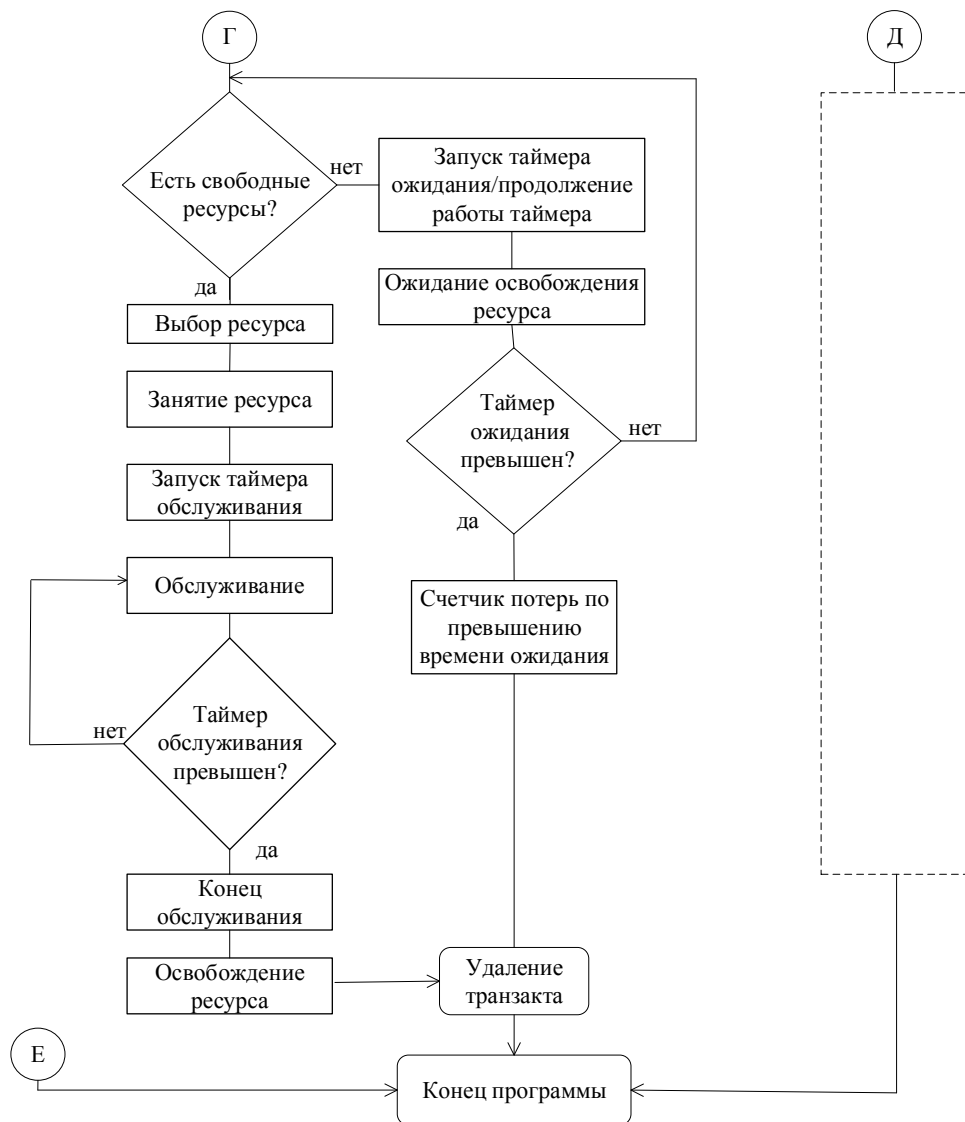 Г
Д
Есть свободные
ресурсы?
нет
Запуск таймера
ожидания/продолжение
работы таймера
да
Ожидание освобождения
ресурса
Выбор ресурса
Занятие ресурса
Таймер
ожидания
превышен?
нет
да
Запуск таймера
обслуживания
Обслуживание
Счетчик потерь по
превышению
времени ожидания
нет
Таймер
обслуживания
превышен?
да
Конец
обслуживания
Освобождение
ресурса
Удаление
транзакта
Е
Конец программы